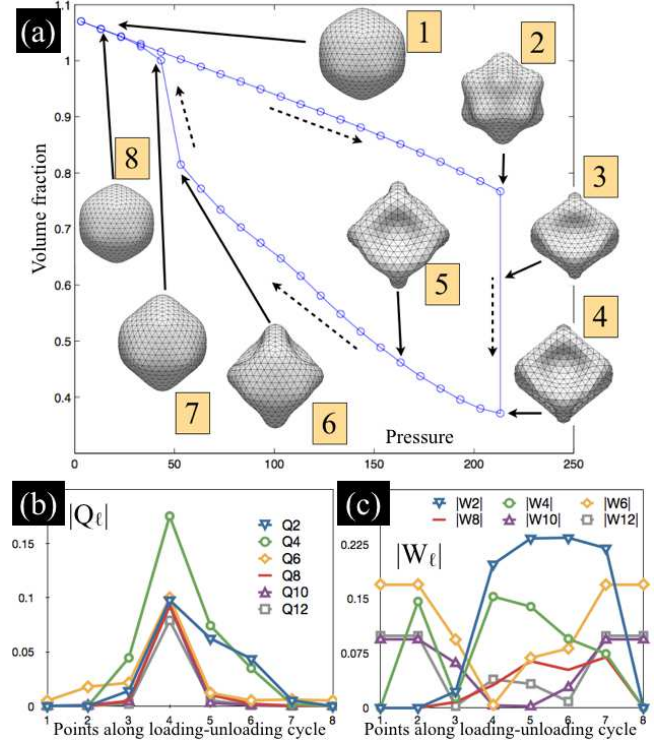 (a)
1.1
1
0.9
0.8
0.7
0.6
0.5
0.4
Volume fraction
0 50 100 150 200 250
Pressure
1
2
3
4
5
6
7
8
(b)
|Qℓ|
0.15
0.1
0.05
0
1 2 3 4 5 6 7 8
Points along loading-unloading cycle
Q2
Q4
Q6
Q8
Q10
Q12
(c)
|W2| |W4| |W6|
|W8| |W10| |W12|
|Wℓ|
0.225
0.15
0.075
0
1 2 3 4 5 6 7 8
Points along loading-unloading cycle